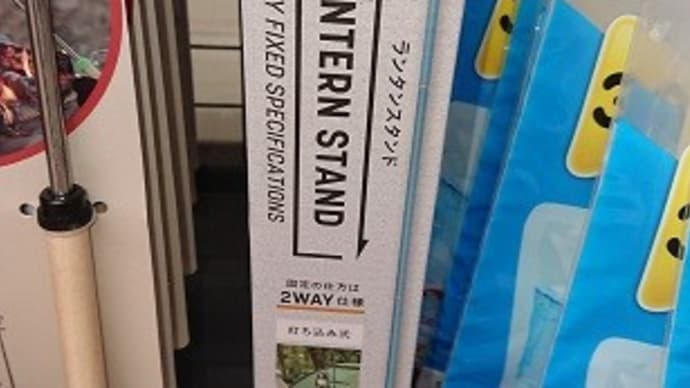 NTERN STAND
Y FIXED SPECIFICATIONS
ランタンスタンド
固定の仕方は
2WAY仕様
打ち込み式